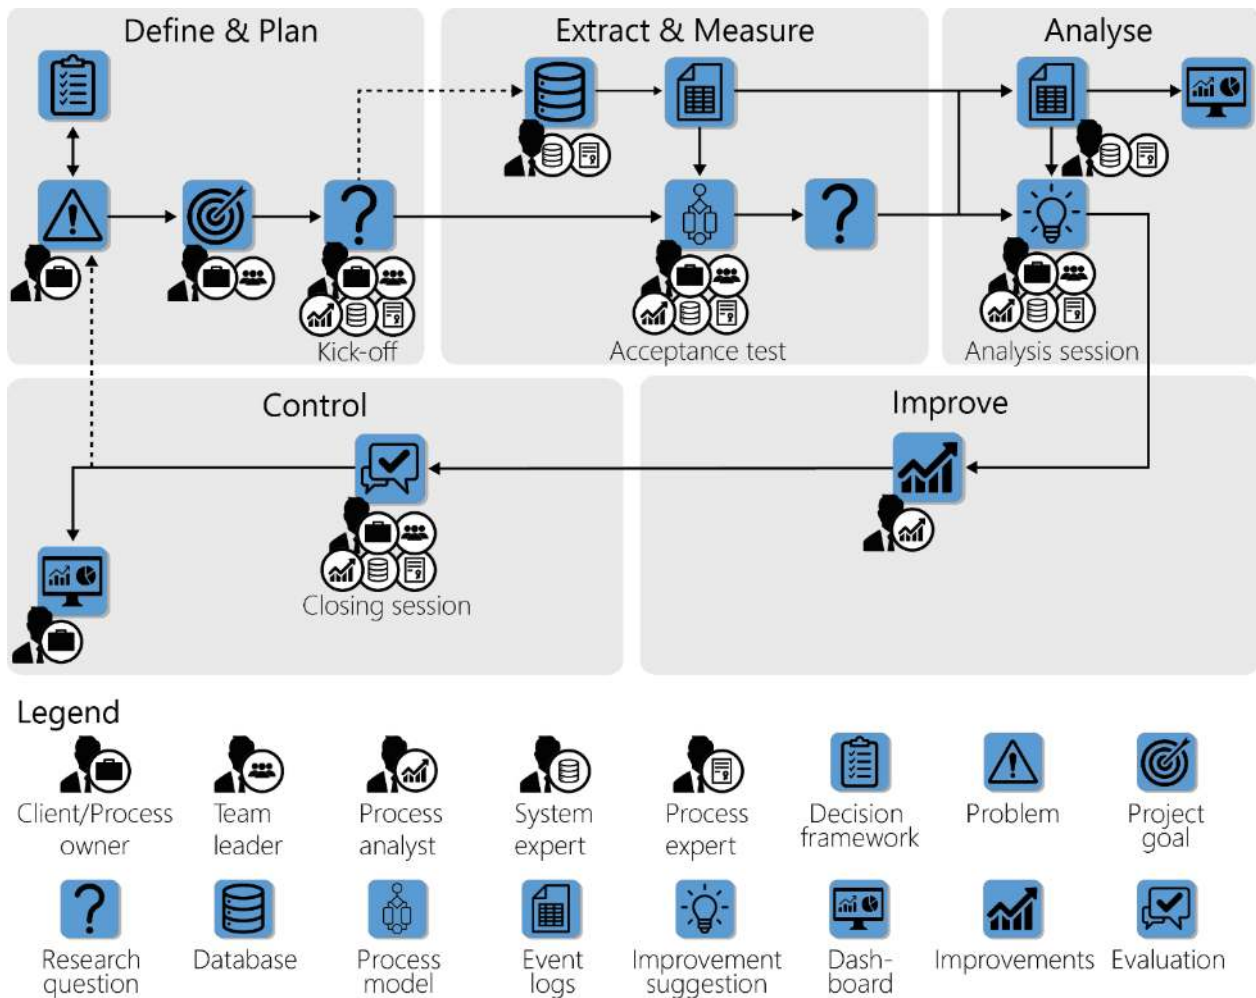 Define & Plan
Extract & Measure
Analyse
Kick-off
Acceptance test
Analysis session
Control
Improve
Closing session
Legend
Client/Process
owner
Team
leader
Process
analyst
System
expert
Process
expert
Decision
framework
Problem
Project
goal
Research
question
Database
Process
model
Event
logs
Improvement
suggestion
Dash-
board
Improvements
Evaluation